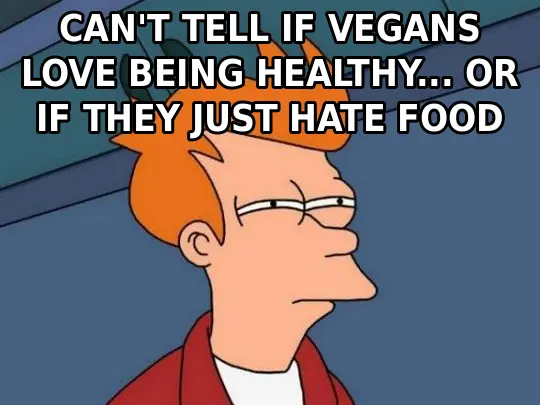 CAN'T TELL IF VEGANS
LOVE BEING HEALTHY... OR
IF THEY JUST HATE FOOD